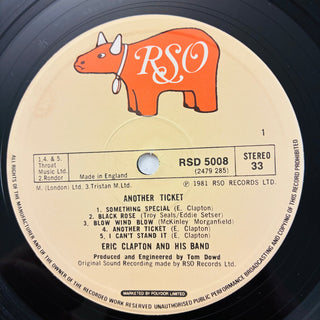 RSO
1
1.4. & 5.
Throat
Music Ltd.
2. Rondor
Made in England
RSD 5008
(2479 285)
STEREO
33
M. (London) Ltd. 3.Tristan M.Ltd.
℗ 1981 RSO RECORDS LTD.
ANOTHER TICKET
1. SOMETHING SPECIAL (E. Clapton)
2. BLACK ROSE (Troy Seals/Eddie Setser)
3. BLOW WIND BLOW (McKinley Morganfield)
4. ANOTHER TICKET (E. Clapton)
5. I CAN'T STAND IT (E. Clapton)
ERIC CLAPTON AND HIS BAND
Produced and Engineered by Tom Dowd
Original Sound Recording made by RSO Records Ltd.
MARKETED BY POLYDOR LIMITED
ALL RIGHTS OF THE MANUFACTURER AND OF THE OWNER OF THE RECORDED WORK RESERVED. UNAUTHORISED PUBLIC PERFORMANCE BROADCASTING AND COPYING OF THIS RECORD PROHIBITED